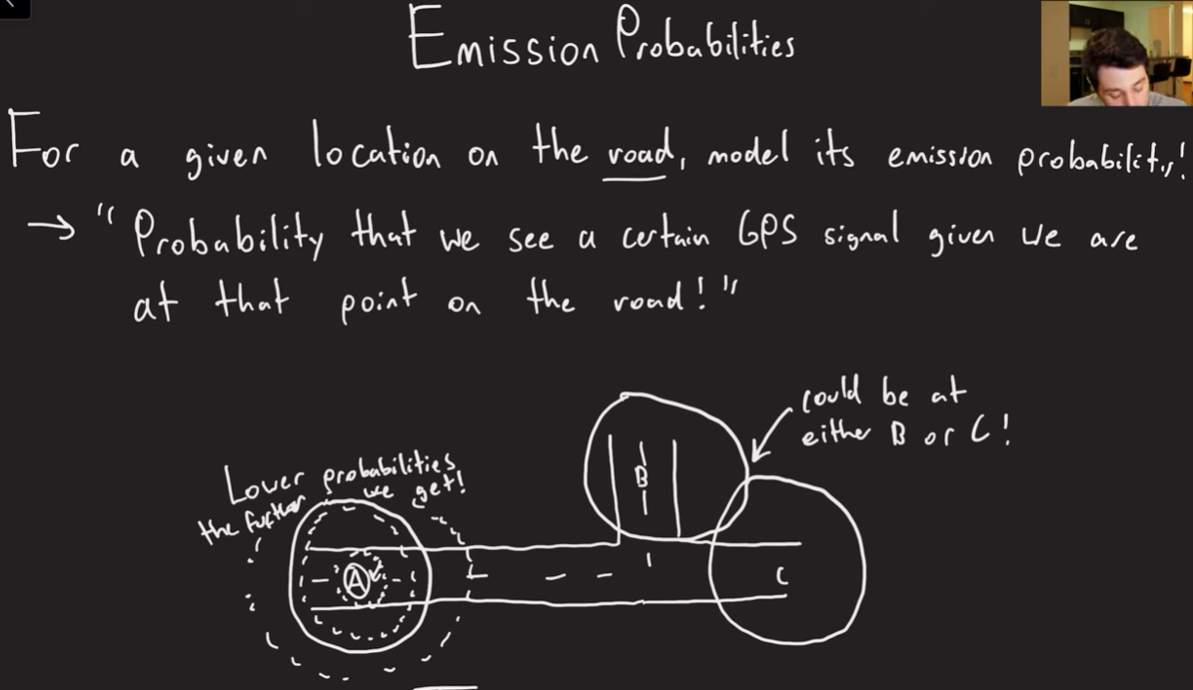 Emission Probabilities
For a given location on the road, model its emission probability!
→ "Probability that we see a certain GPS signal given we are
at that point on the road!"
could be at
either B or C!
Lower probabilities
the further we get!
B
A
C